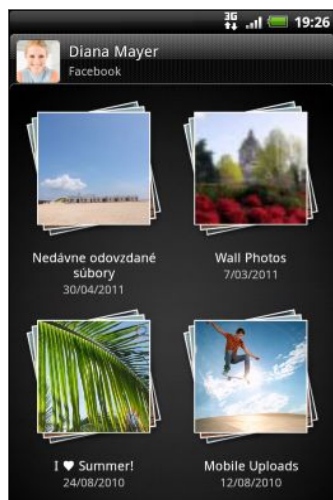 3G 19:26
Diana Mayer
Facebook
Nedávne odovzdané
súbory
30/04/2011
Wall Photos
7/03/2011
I ♥ Summer!
24/08/2010
Mobile Uploads
12/08/2010